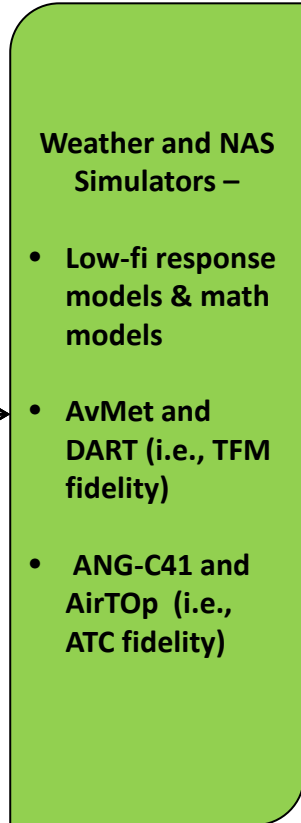 Weather and NAS
Simulators –
• Low-fi response
models & math
models
• AvMet and
DART (i.e., TFM
fidelity)
• ANG-C41 and
AirTOp (i.e.,
ATC fidelity)